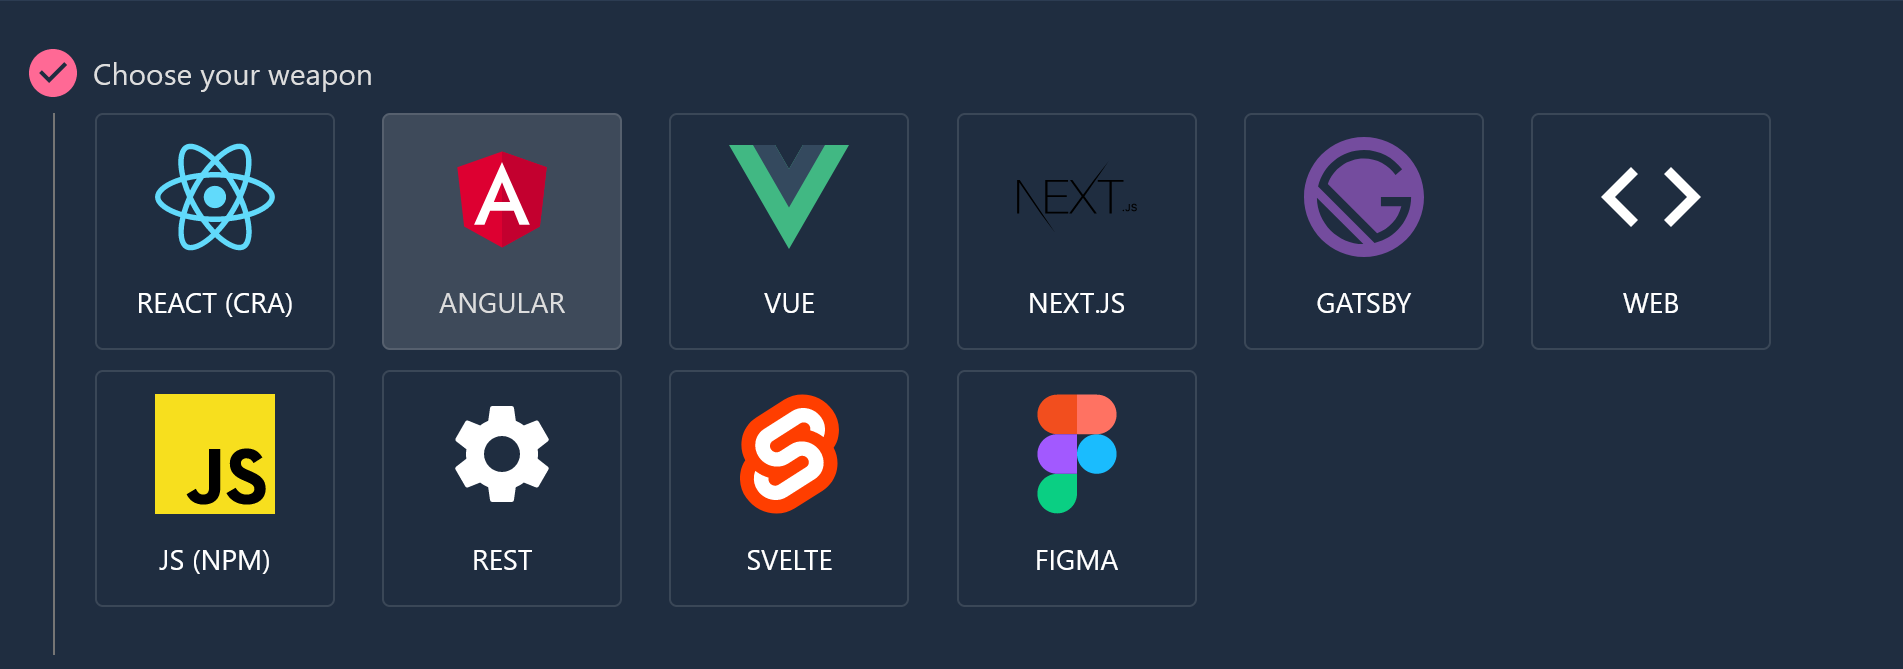 Choose your weapon
A
NEXT.JS
REACT (CRA)
ANGULAR
VUE
NEXT.JS
GATSBY
WEB
JS
JS (NPM)
REST
SVELTE
FIGMA